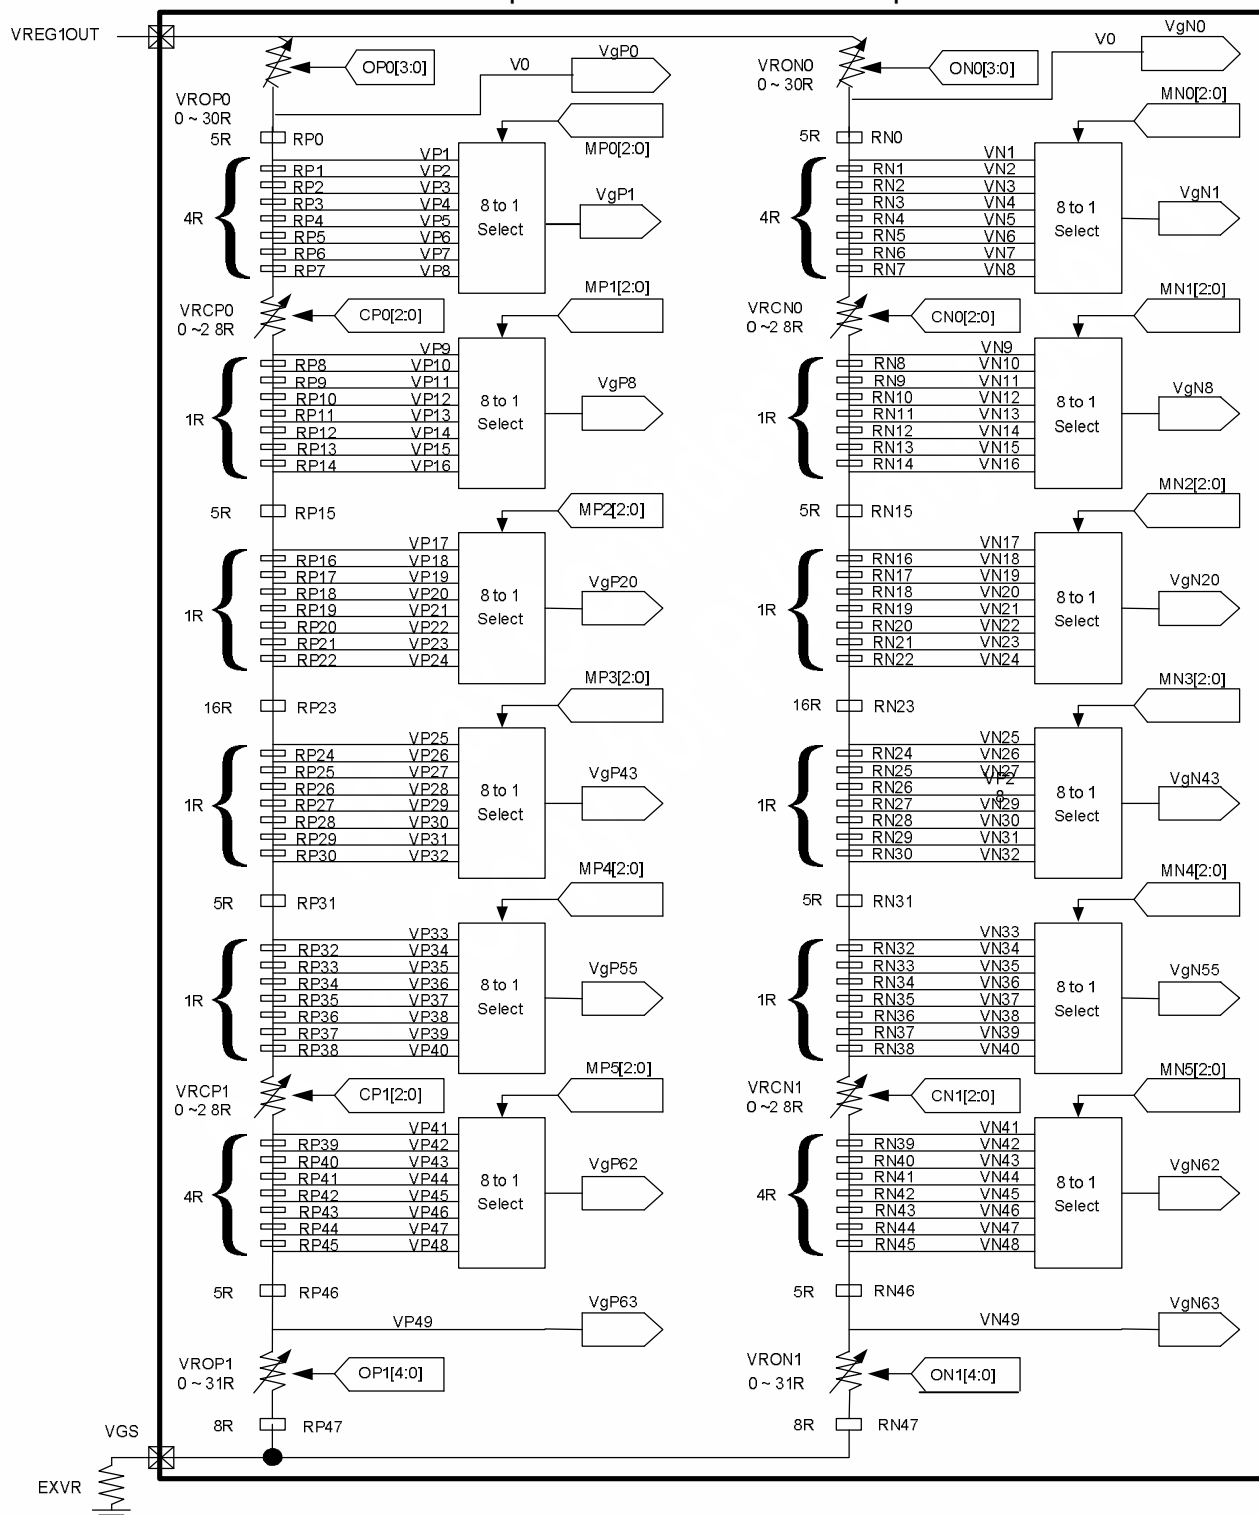 VREG1OUT
OP0[3:0]
V0
VgP0
VROP0
0 ~ 30R
5R
RP0
MP0[2:0]
VP1
RP1 VP2
RP2 VP3
RP3 VP4
RP4 VP5
RP5 VP6
RP6 VP7
RP7 VP8
4R
8 to 1
Select
VgP1
VRCP0
0 ~2 8R
CP0[2:0]
MP1[2:0]
VP9
RP8 VP10
RP9 VP11
RP10 VP12
RP11 VP13
RP12 VP14
RP13 VP15
RP14 VP16
1R
8 to 1
Select
VgP8
5R
RP15
MP2[2:0]
VP17
RP16 VP18
RP17 VP19
RP18 VP20
RP19 VP21
RP20 VP22
RP21 VP23
RP22 VP24
1R
8 to 1
Select
VgP20
16R
RP23
MP3[2:0]
VP25
RP24 VP26
RP25 VP27
RP26 VP28
RP27 VP29
RP28 VP30
RP29 VP31
RP30 VP32
1R
8 to 1
Select
VgP43
5R
RP31
MP4[2:0]
VP33
RP32 VP34
RP33 VP35
RP34 VP36
RP35 VP37
RP36 VP38
RP37 VP39
RP38 VP40
1R
8 to 1
Select
VgP55
VRCP1
0 ~2 8R
CP1[2:0]
MP5[2:0]
VP41
RP39 VP42
RP40 VP43
RP41 VP44
RP42 VP45
RP43 VP46
RP44 VP47
RP45 VP48
4R
8 to 1
Select
VgP62
5R
RP46
VP49
VgP63
VROP1
0 ~ 31R
OP1[4:0]
8R
RP47
VGS
EXVR
VRON0
0 ~ 30R
ON0[3:0]
V0
VgN0
5R
RN0
MN0[2:0]
VN1
RN1 VN2
RN2 VN3
RN3 VN4
RN4 VN5
RN5 VN6
RN6 VN7
RN7 VN8
4R
8 to 1
Select
VgN1
VRCN0
0 ~2 8R
CN0[2:0]
MN1[2:0]
VN9
RN8 VN10
RN9 VN11
RN10 VN12
RN11 VN13
RN12 VN14
RN13 VN15
RN14 VN16
1R
8 to 1
Select
VgN8
5R
RN15
MN2[2:0]
VN17
RN16 VN18
RN17 VN19
RN18 VN20
RN19 VN21
RN20 VN22
RN21 VN23
RN22 VN24
1R
8 to 1
Select
VgN20
16R
RN23
MN3[2:0]
VN25
RN24 VN26
RN25 VN27
RN26 VP2
8
RN27 VN29
RN28 VN30
RN29 VN31
RN30 VN32
1R
8 to 1
Select
VgN43
5R
RN31
MN4[2:0]
VN33
RN32 VN34
RN33 VN35
RN34 VN36
RN35 VN37
RN36 VN38
RN37 VN39
RN38 VN40
1R
8 to 1
Select
VgN55
VRCN1
0 ~2 8R
CN1[2:0]
MN5[2:0]
VN41
RN39 VN42
RN40 VN43
RN41 VN44
RN42 VN45
RN43 VN46
RN44 VN47
RN45 VN48
4R
8 to 1
Select
VgN62
5R
RN46
VN49
VgN63
VRON1
0 ~ 31R
ON1[4:0]
8R
RN47